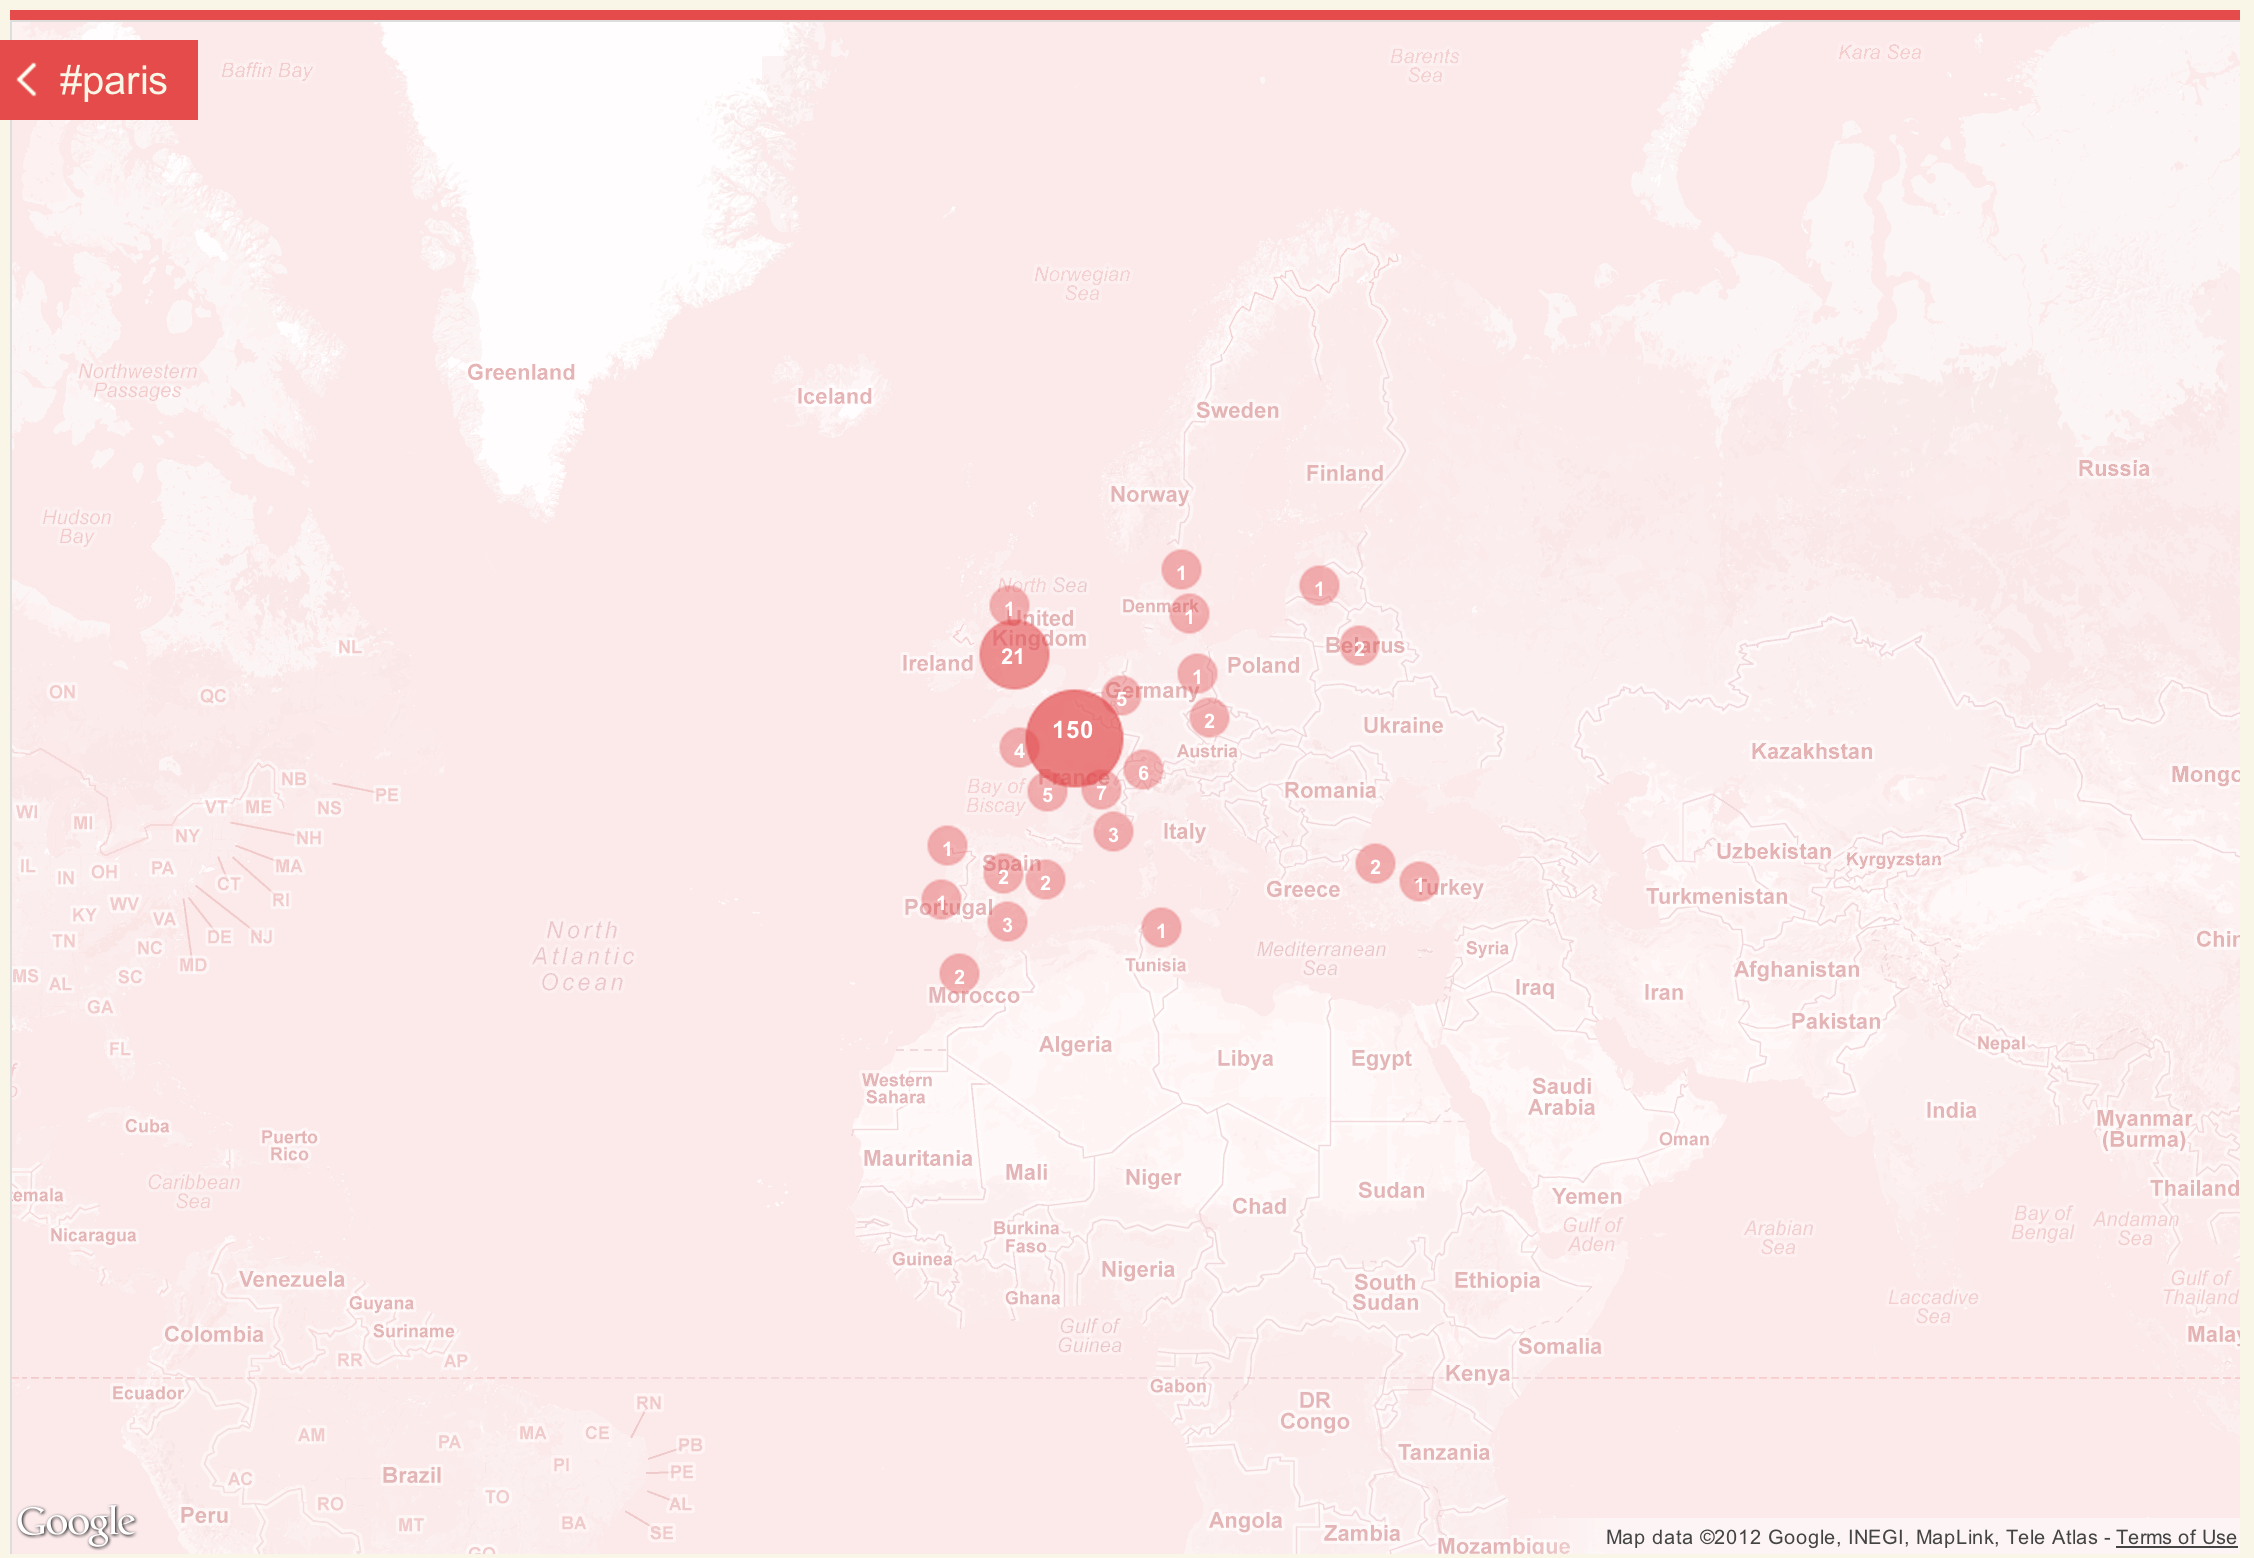 #paris
Baffin Bay
Barents
Sea
Kara Sea
Norwegian
Sea
Northwestern
Passages
Greenland
Iceland
Sweden
Finland
Russia
Norway
Hudson
Bay
1
North Sea
1
1
Denmark
1
United
Kingdom
Belarus
2
NL
21
Ireland
Poland
1
Germany
5
ON
QC
2
Ukraine
150
4
Austria
Kazakhstan
6
France
Mongo
NB
PE
Bay of
Biscay
5
7
Romania
VT
ME
NS
WI
MI
NY
NH
3
Italy
1
Uzbekistan
Kyrgyzstan
IL
IN
OH
PA
MA
CT
RI
Spain
2
2
2
1
Turkey
Greece
Turkmenistan
KY
WV
VA
1
Portugal
3
1
North
Atlantic
Ocean
TN
NC
DE
NJ
MD
Mediterranean
Sea
Syria
Chin
MS
AL
SC
Tunisia
Afghanistan
2
Morocco
Iraq
Iran
GA
Pakistan
FL
Algeria
Libya
Egypt
Nepal
Western
Sahara
Saudi
Arabia
India
Cuba
Puerto
Rico
Oman
Myanmar
(Burma)
Mauritania
Mali
Niger
Caribbean
Sea
emala
Chad
Sudan
Yemen
Thailand
Nicaragua
Burkina
Faso
Gulf of
Aden
Arabian
Sea
Bay of
Bengal
Andaman
Sea
Guinea
Nigeria
Venezuela
Ghana
South
Sudan
Ethiopia
Laccadive
Sea
Gulf of
Thailand
Guyana
Suriname
Colombia
Gulf of
Guinea
Somalia
Malay
RR
AP
Kenya
Ecuador
Gabon
RN
DR
Congo
AM
PA
MA
CE
PB
Tanzania
PI
PE
Brazil
AC
RO
TO
AL
Peru
MT
BA
SE
Angola
Zambia
Mozambique
GO
Google
Map data ©2012 Google, INEGI, MapLink, Tele Atlas - Terms of Use